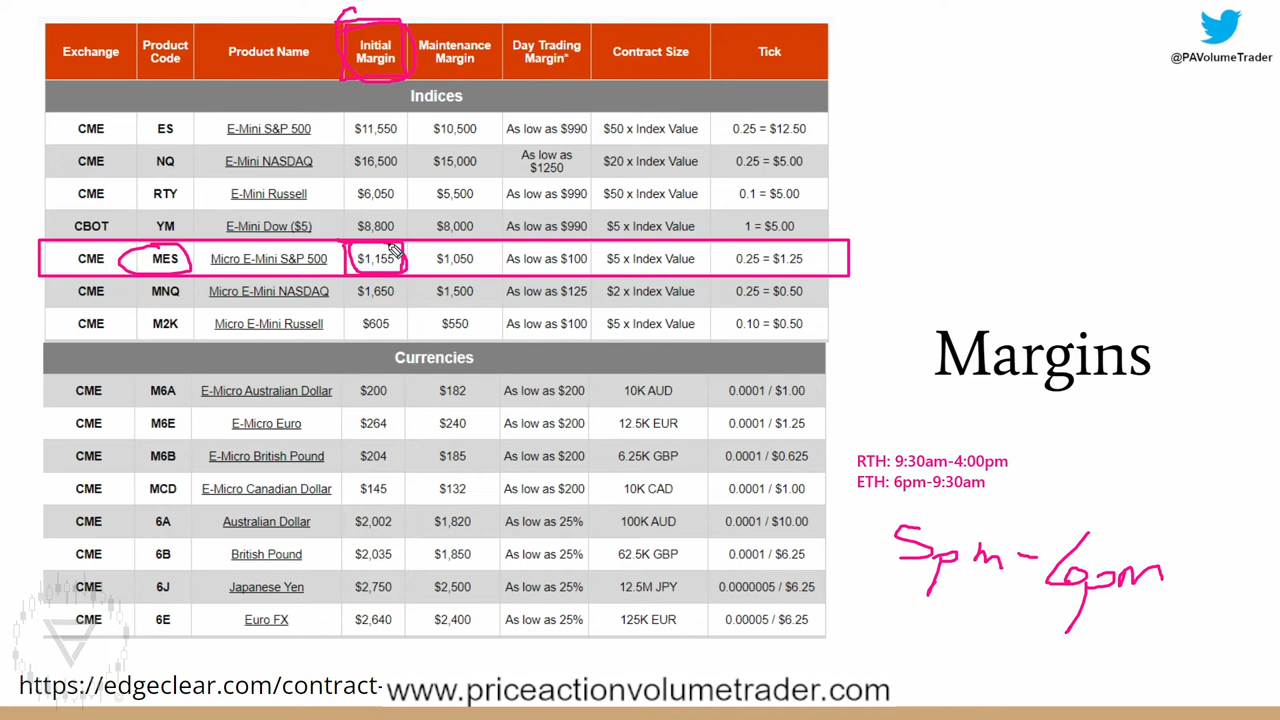 @PAVolumeTrader
Exchange Product Code Product Name Initial Margin Maintenance Margin Day Trading Margin* Contract Size Tick
Indices
CME ES E-Mini S&P 500 $11,550 $10,500 As low as $990 $50 x Index Value 0.25 = $12.50
CME NQ E-Mini NASDAQ $16,500 $15,000 As low as $1250 $20 x Index Value 0.25 = $5.00
CME RTY E-Mini Russell $6,050 $5,500 As low as $990 $50 x Index Value 0.1 = $5.00
CBOT YM E-Mini Dow ($5) $8,800 $8,000 As low as $990 $5 x Index Value 1 = $5.00
CME MES Micro E-Mini S&P 500 $1,155 $1,050 As low as $100 $5 x Index Value 0.25 = $1.25
CME MNQ Micro E-Mini NASDAQ $1,650 $1,500 As low as $125 $2 x Index Value 0.25 = $0.50
CME M2K Micro E-Mini Russell $605 $550 As low as $100 $5 x Index Value 0.10 = $0.50
Currencies
CME M6A E-Micro Australian Dollar $200 $182 As low as $200 10K AUD 0.0001 / $1.00
CME M6E E-Micro Euro $264 $240 As low as $200 12.5K EUR 0.0001 / $1.25
CME M6B E-Micro British Pound $204 $185 As low as $200 6.25K GBP 0.0001 / $0.625
CME MCD E-Micro Canadian Dollar $145 $132 As low as $200 10K CAD 0.0001 / $1.00
CME 6A Australian Dollar $2,002 $1,820 As low as 25% 100K AUD 0.0001 / $10.00
CME 6B British Pound $2,035 $1,850 As low as 25% 62.5K GBP 0.0001 / $6.25
CME 6J Japanese Yen $2,750 $2,500 As low as 25% 12.5M JPY 0.0000005 / $6.25
CME 6E Euro FX $2,640 $2,400 As low as 25% 125K EUR 0.00005 / $6.25
Margins
RTH: 9:30am-4:00pm
ETH: 6pm-9:30am
5pm - 6pm
https://edgeclear.com/contract-
www.priceactionvolumetrader.com